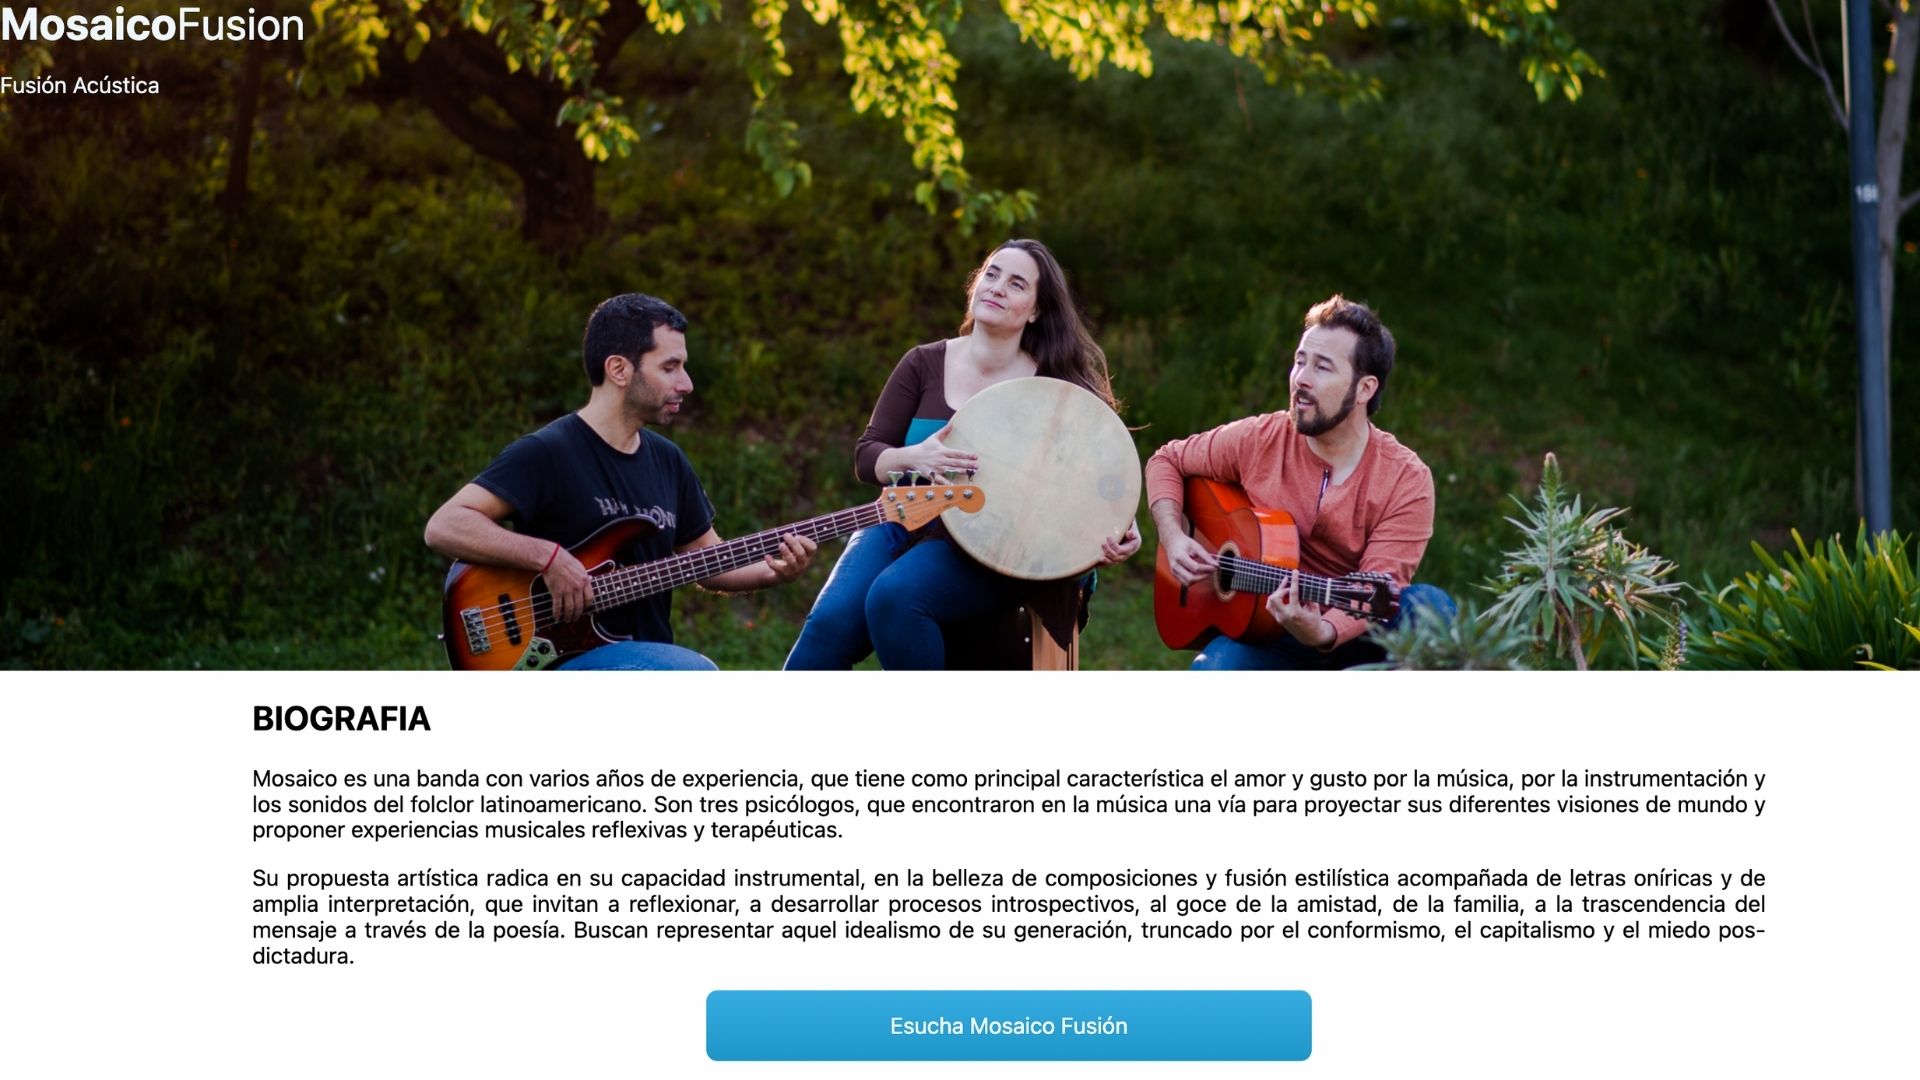 MosaicoFusion
Fusión Acústica
BIOGRAFIA
Mosaico es una banda con varios años de experiencia, que tiene como principal característica el amor y gusto por la música, por la instrumentación y
los sonidos del folclor latinoamericano. Son tres psicólogos, que encontraron en la música una vía para proyectar sus diferentes visiones de mundo y
proponer experiencias musicales reflexivas y terapéuticas.
Su propuesta artística radica en su capacidad instrumental, en la belleza de composiciones y fusión estilística acompañada de letras oníricas y de
amplia interpretación, que invitan a reflexionar, a desarrollar procesos introspectivos, al goce de la amistad, de la familia, a la trascendencia del
mensaje a través de la poesía. Buscan representar aquel idealismo de su generación, truncado por el conformismo, el capitalismo y el miedo pos-
dictadura.
Esucha Mosaico Fusión